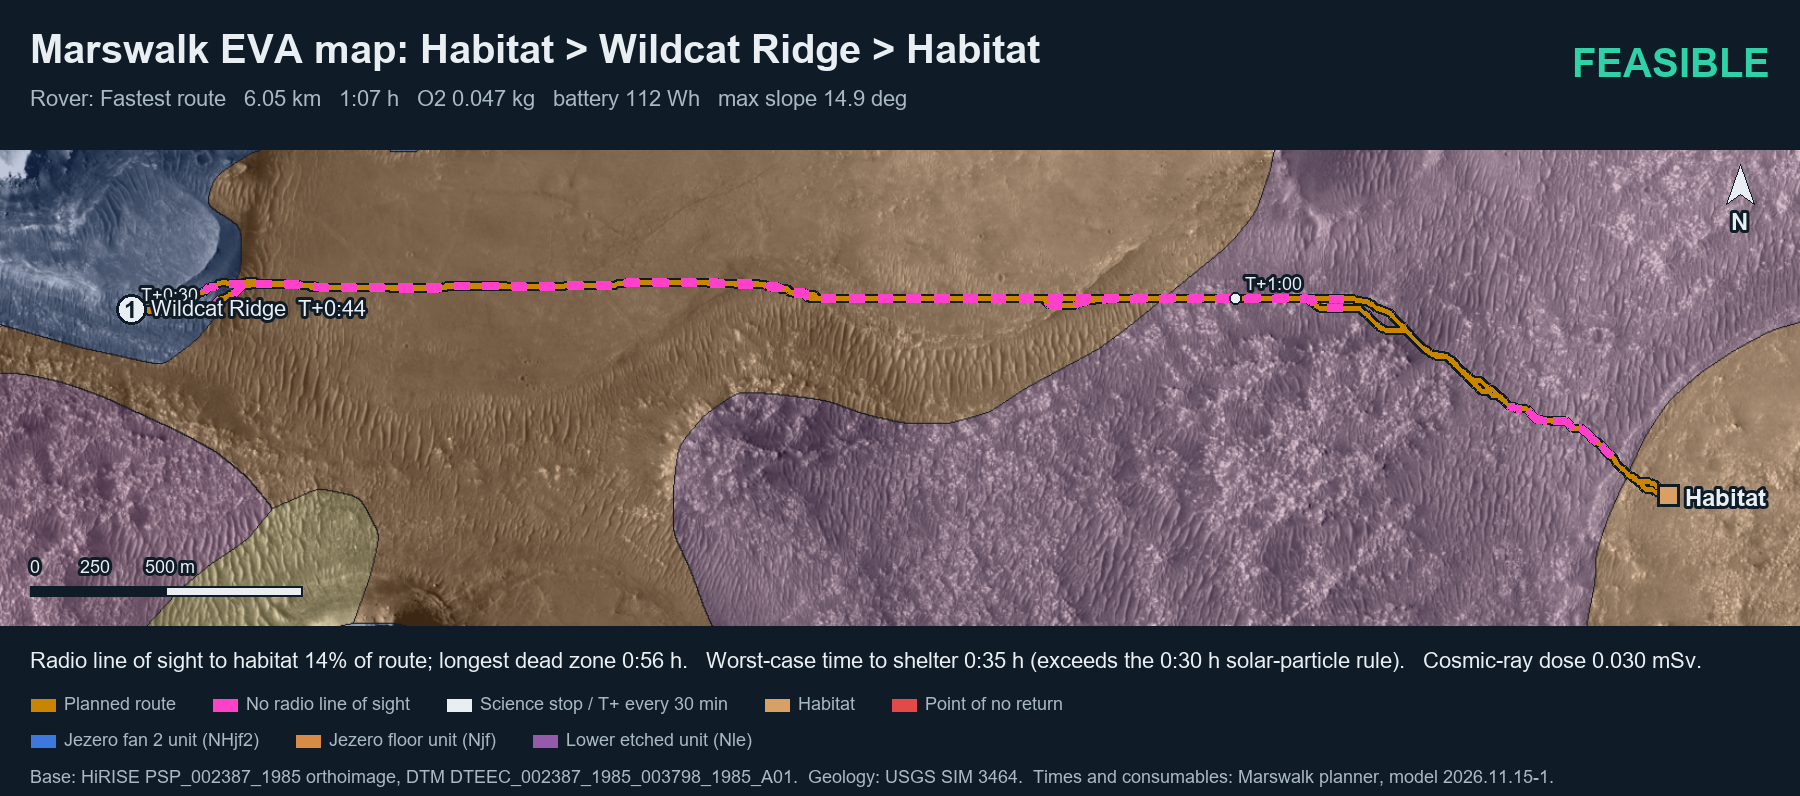 Marswalk EVA map: Habitat > Wildcat Ridge > Habitat
FEASIBLE
Rover: Fastest route 6.05 km 1:07 h O2 0.047 kg battery 112 Wh max slope 14.9 deg
N
T+1:00
T+0:30
1 Wildcat Ridge T+0:44
Habitat
0 250 500 m
Radio line of sight to habitat 14% of route; longest dead zone 0:56 h. Worst-case time to shelter 0:35 h (exceeds the 0:30 h solar-particle rule). Cosmic-ray dose 0.030 mSv.
Planned route No radio line of sight Science stop / T+ every 30 min Habitat Point of no return
Jezero fan 2 unit (NHjf2) Jezero floor unit (Njf) Lower etched unit (Nle)
Base: HiRISE PSP_002387_1985 orthoimage, DTM DTEEC_002387_1985_003798_1985_A01. Geology: USGS SIM 3464. Times and consumables: Marswalk planner, model 2026.11.15-1.